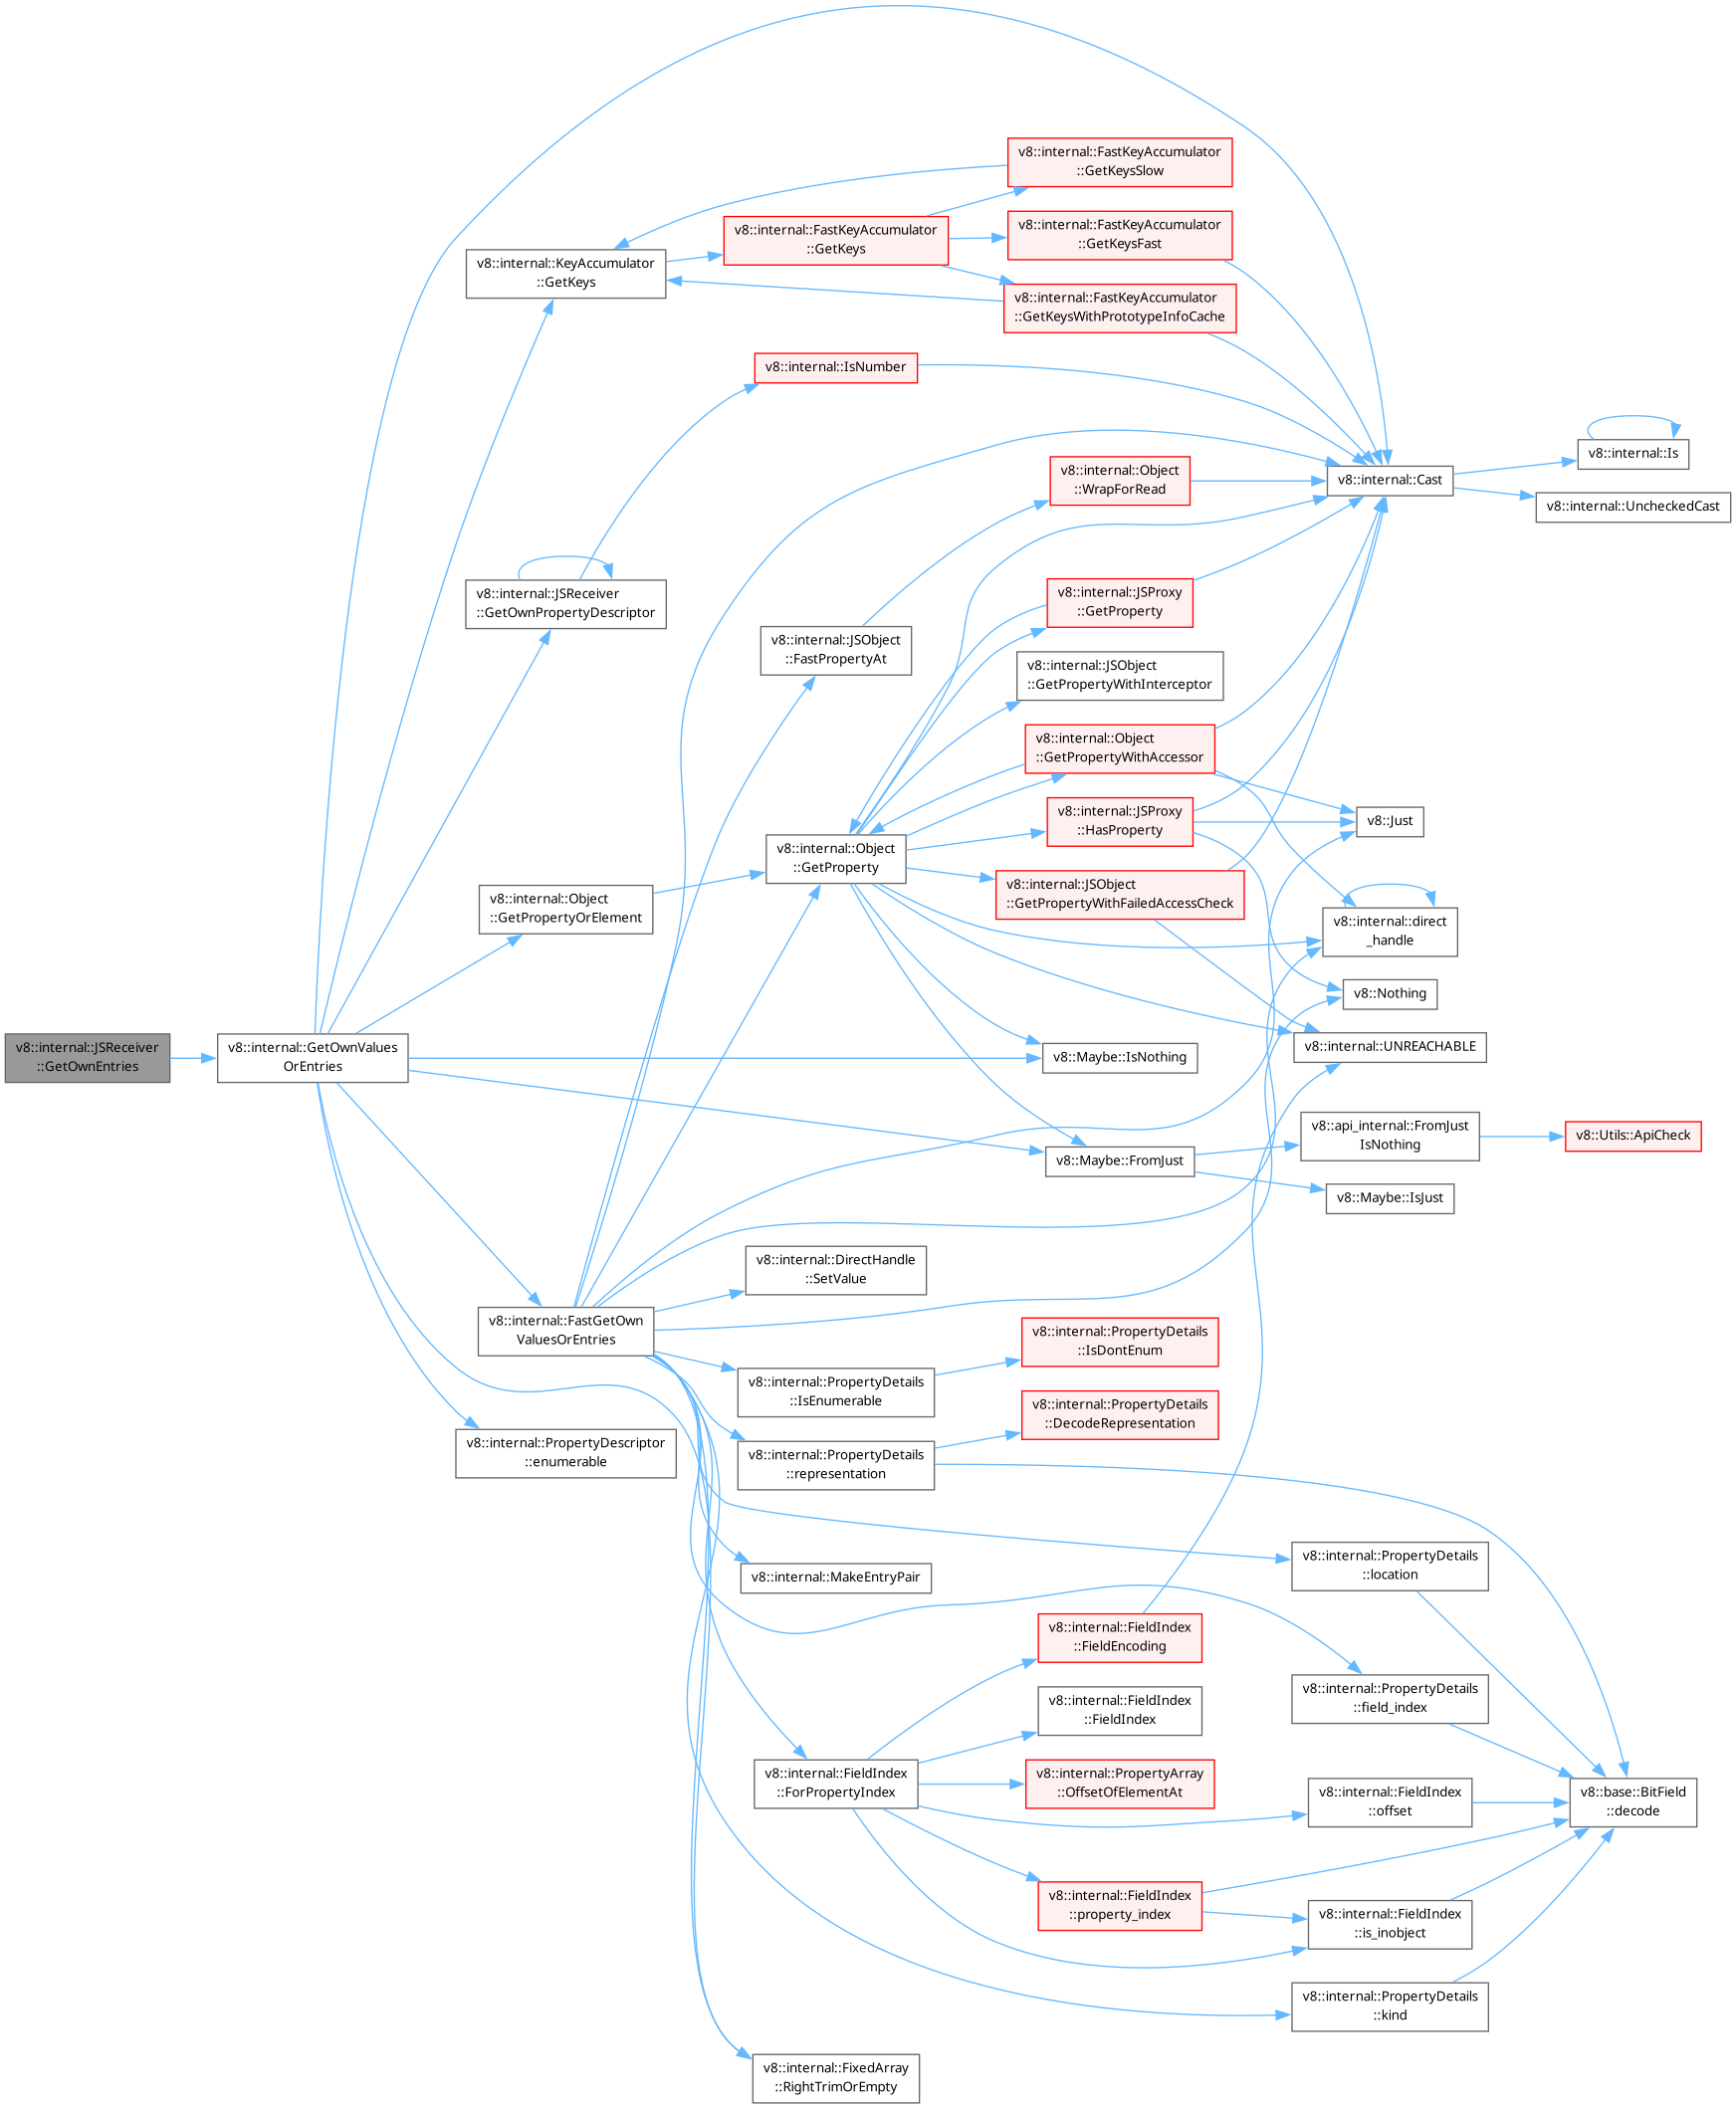 v8::internal::JSReceiver
::GetOwnEntries
v8::internal::GetOwnValues
OrEntries
v8::internal::KeyAccumulator
::GetKeys
v8::internal::JSReceiver
::GetOwnPropertyDescriptor
v8::internal::Object
::GetPropertyOrElement
v8::internal::FastGetOwn
ValuesOrEntries
v8::internal::PropertyDescriptor
::enumerable
v8::internal::FastKeyAccumulator
::GetKeys
v8::internal::IsNumber
v8::internal::JSObject
::FastPropertyAt
v8::internal::Object
::GetProperty
v8::internal::DirectHandle
::SetValue
v8::internal::PropertyDetails
::IsEnumerable
v8::internal::PropertyDetails
::representation
v8::internal::MakeEntryPair
v8::internal::FieldIndex
::ForPropertyIndex
v8::internal::FixedArray
::RightTrimOrEmpty
v8::internal::FastKeyAccumulator
::GetKeysSlow
v8::internal::FastKeyAccumulator
::GetKeysFast
v8::internal::FastKeyAccumulator
::GetKeysWithPrototypeInfoCache
v8::internal::Object
::WrapForRead
v8::internal::JSProxy
::GetProperty
v8::internal::JSObject
::GetPropertyWithInterceptor
v8::internal::Object
::GetPropertyWithAccessor
v8::internal::JSProxy
::HasProperty
v8::internal::JSObject
::GetPropertyWithFailedAccessCheck
v8::Maybe::IsNothing
v8::Maybe::FromJust
v8::internal::PropertyDetails
::IsDontEnum
v8::internal::PropertyDetails
::DecodeRepresentation
v8::internal::FieldIndex
::FieldEncoding
v8::internal::FieldIndex
::FieldIndex
v8::internal::PropertyArray
::OffsetOfElementAt
v8::internal::FieldIndex
::property_index
v8::internal::Cast
v8::Just
v8::internal::direct
_handle
v8::Nothing
v8::internal::UNREACHABLE
v8::api_internal::FromJust
IsNothing
v8::Maybe::IsJust
v8::internal::PropertyDetails
::location
v8::internal::PropertyDetails
::field_index
v8::internal::FieldIndex
::offset
v8::internal::FieldIndex
::is_inobject
v8::internal::PropertyDetails
::kind
v8::internal::Is
v8::internal::UncheckedCast
v8::Utils::ApiCheck
v8::base::BitField
::decode